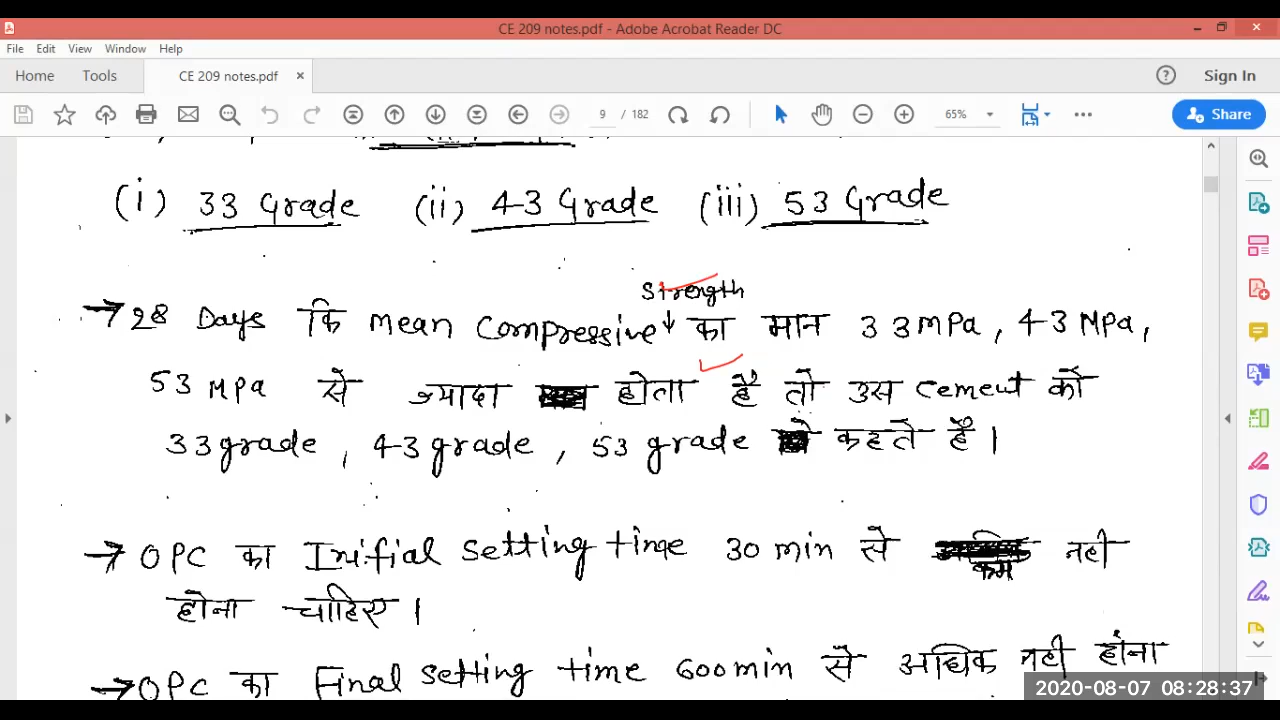 CE 209 notes.pdf - Adobe Acrobat Reader DC
File Edit View Window Help
Home Tools CE 209 notes.pdf × Sign In
9 / 182 65% Share
(i) 33 Grade (ii) 43 Grade (iii) 53 Grade
Strength
→ 28 Days कि mean compressive ↓ का मान 33 MPa, 43 MPa,
53 MPa से ज्यादा होता है तो उस cement को
33 grade, 43 grade, 53 grade कहते हैं।
→ OPC का Initial setting time 30 min से कम नही
होना चाहिए।
→ OPC का Final setting time 600 min से अधिक नही होना
2020-08-07 08:28:37